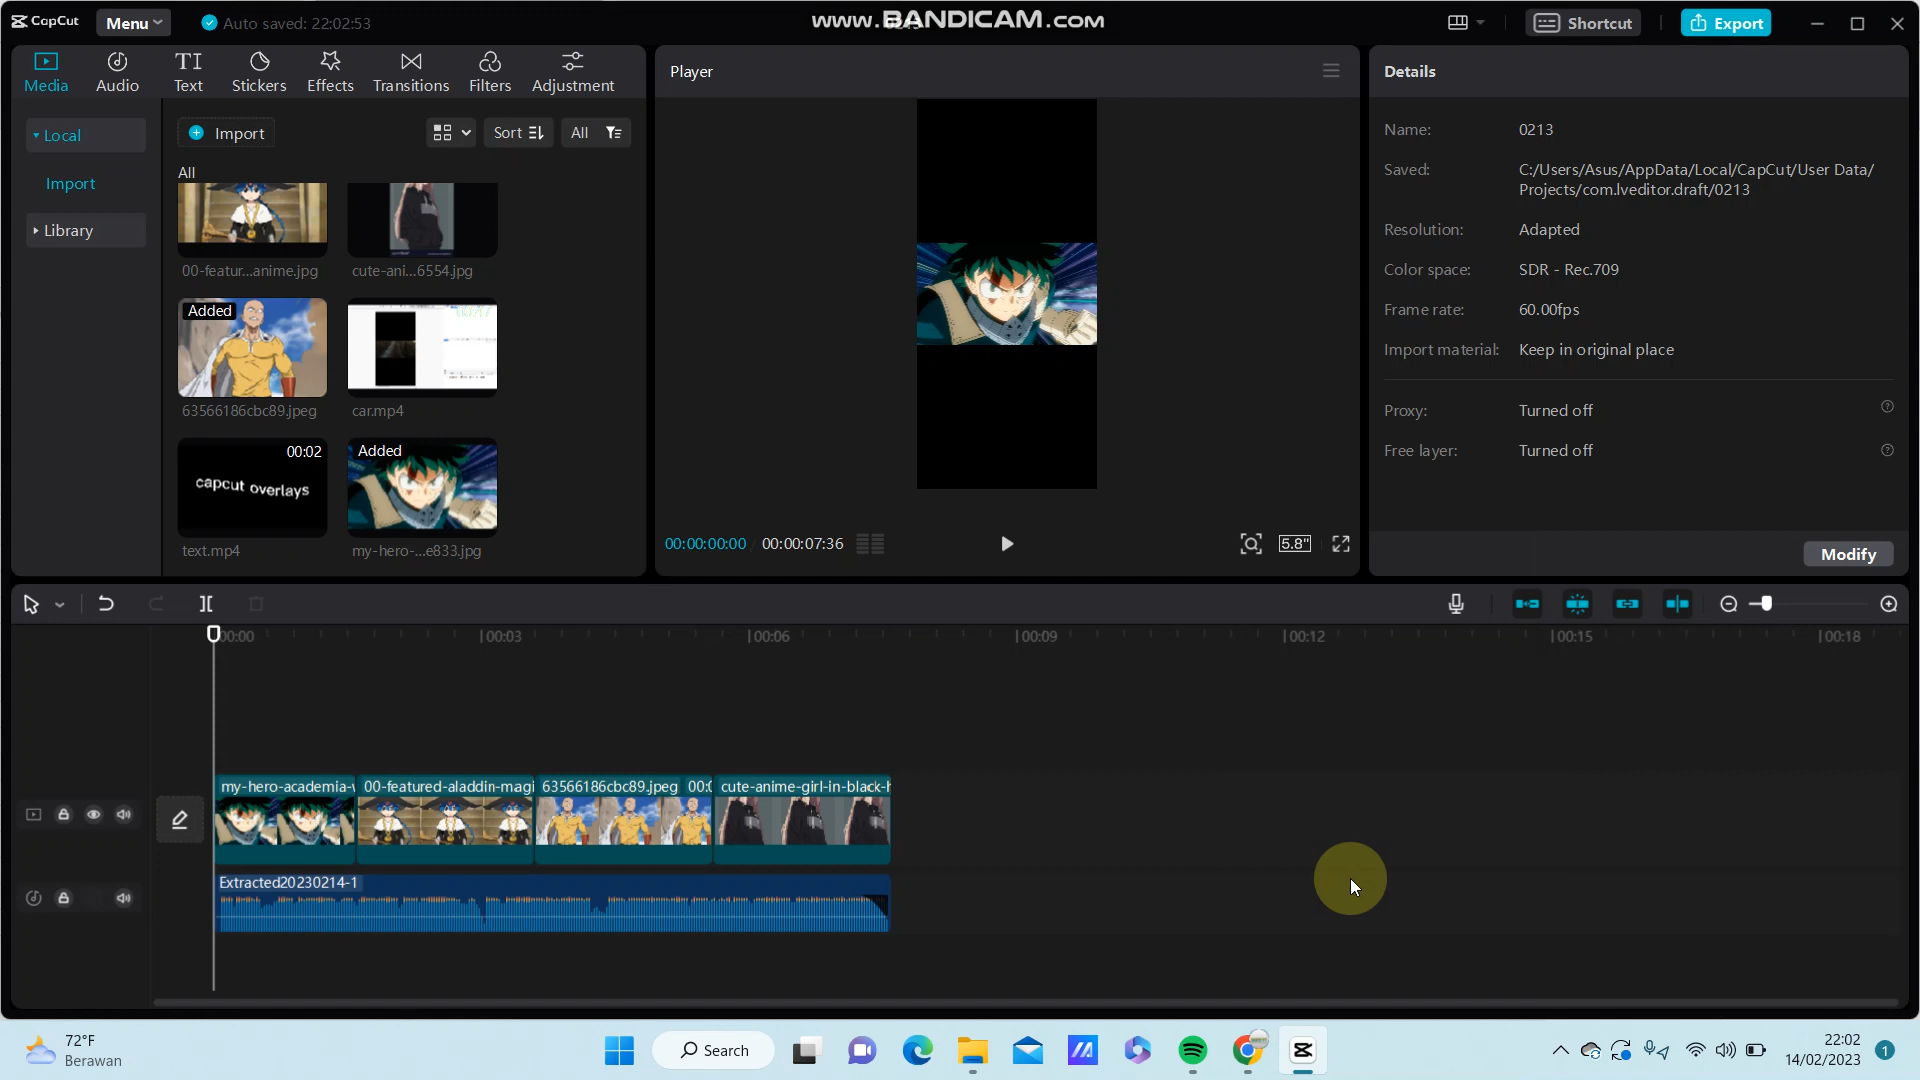 CapCut
Menu
Auto saved: 22:02:53
www.BANDICAM.com
Shortcut
Export
Media
Audio
TI
Text
Stickers
Effects
Transitions
Filters
Adjustment
Local
Import
Library
Import
Sort
All
All
00-featur...anime.jpg
cute-ani...6554.jpg
Added
63566186cbc89.jpeg
car.mp4
00:02
capcut overlays
text.mp4
Added
my-hero-...e833.jpg
Player
00:00:00:00
00:00:07:36
5.8"
Details
Name: 0213
Saved: C:/Users/Asus/AppData/Local/CapCut/User Data/
Projects/com.lveditor.draft/0213
Resolution: Adapted
Color space: SDR - Rec.709
Frame rate: 60.00fps
Import material: Keep in original place
Proxy: Turned off
Free layer: Turned off
Modify
00:00
00:03
00:06
00:09
00:12
00:15
00:18
my-hero-academia-
00-featured-aladdin-magi
63566186cbc89.jpeg 00:0
cute-anime-girl-in-black-h
Extracted20230214-1
72°F
Berawan
Search
22:02
14/02/2023
1